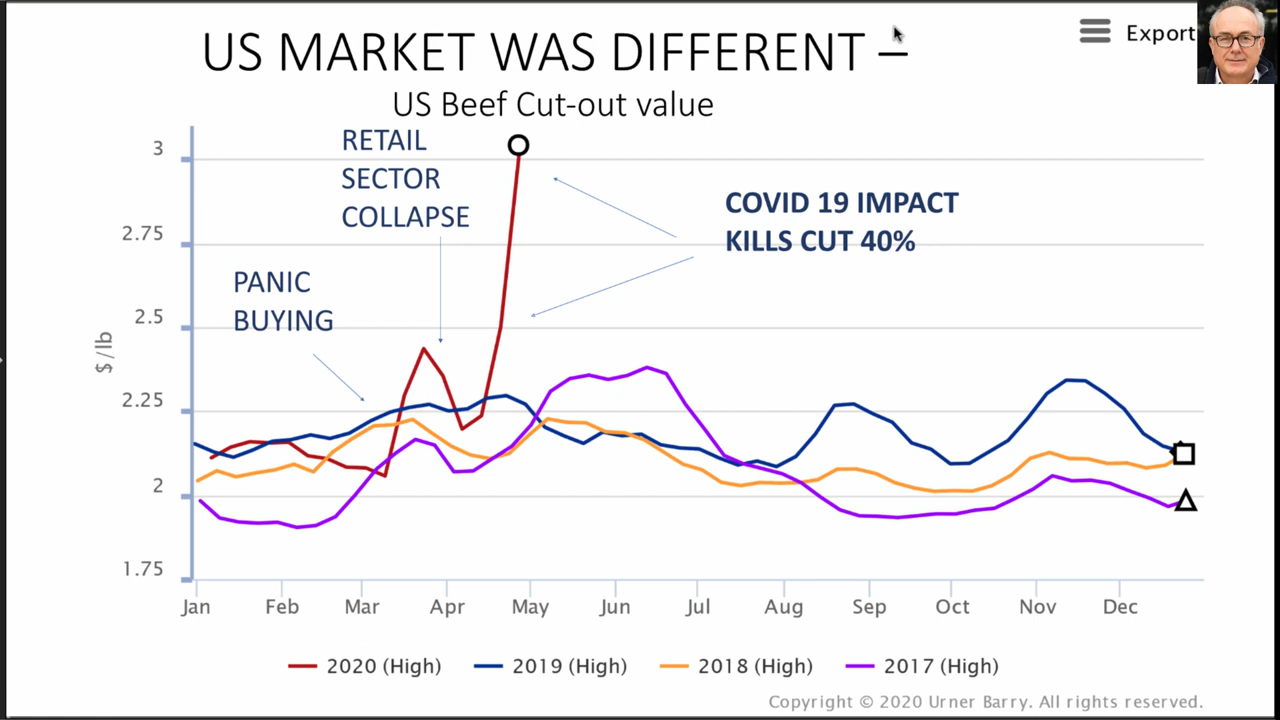 US MARKET WAS DIFFERENT –
Export
US Beef Cut-out value
RETAIL
SECTOR
COLLAPSE
COVID 19 IMPACT
KILLS CUT 40%
PANIC
BUYING
$/lb
3
2.75
2.5
2.25
2
1.75
Jan Feb Mar Apr May Jun Jul Aug Sep Oct Nov Dec
2020 (High) 2019 (High) 2018 (High) 2017 (High)
Copyright © 2020 Urner Barry. All rights reserved.